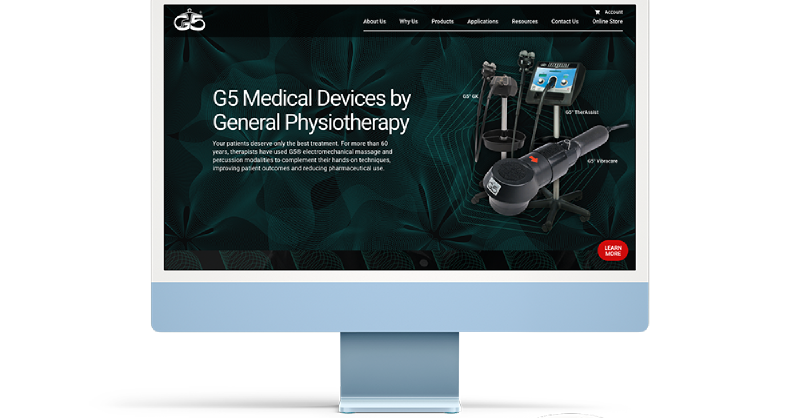 G5
Account
About Us Why Us Products Applications Resources Contact Us Online Store
G5 Medical Devices by
General Physiotherapy
Your patients deserve only the best treatment. For more than 60
years, therapists have used G5® electromechanical massage and
percussion modalities to complement their hands-on techniques,
improving patient outcomes and reducing pharmaceutical use.
G5® GK
G5® TherAssist
G5® Vibracare
G5
LEARN
MORE